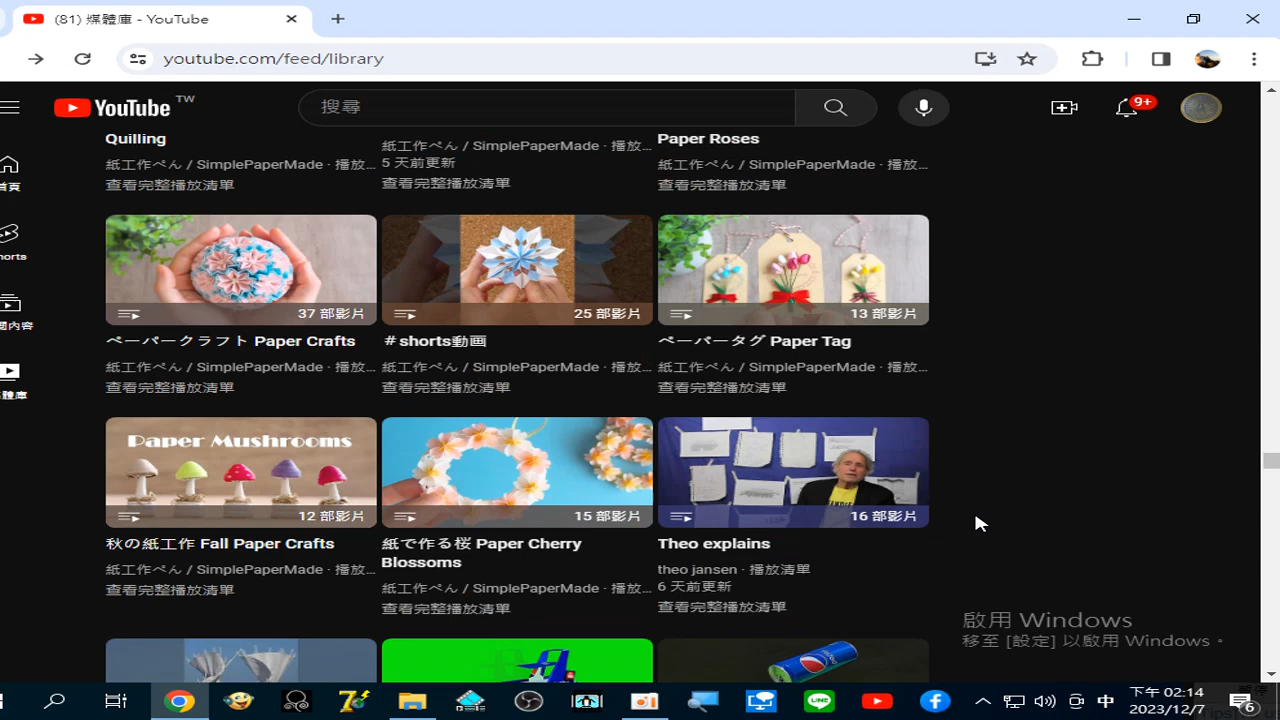 (81) 媒體庫 - YouTube
youtube.com/feed/library
YouTube TW
搜尋
9+
首頁
Quilling
紙工作ぺん / SimplePaperMade · 播放...
查看完整播放清單
紙工作ぺん / SimplePaperMade · 播放...
5 天前更新
查看完整播放清單
Paper Roses
紙工作ぺん / SimplePaperMade · 播放...
查看完整播放清單
37 部影片
ペーパークラフト Paper Crafts
紙工作ぺん / SimplePaperMade · 播放...
查看完整播放清單
25 部影片
＃shorts動画
紙工作ぺん / SimplePaperMade · 播放...
查看完整播放清單
13 部影片
ペーパータグ Paper Tag
紙工作ぺん / SimplePaperMade · 播放...
查看完整播放清單
Paper Mushrooms
12 部影片
秋の紙工作 Fall Paper Crafts
紙工作ぺん / SimplePaperMade · 播放...
查看完整播放清單
15 部影片
紙で作る桜 Paper Cherry
Blossoms
紙工作ぺん / SimplePaperMade · 播放...
查看完整播放清單
16 部影片
Theo explains
theo jansen · 播放清單
6 天前更新
查看完整播放清單
啟用 Windows
移至 [設定] 以啟用 Windows。
中
下午 02:14
2023/12/7
6